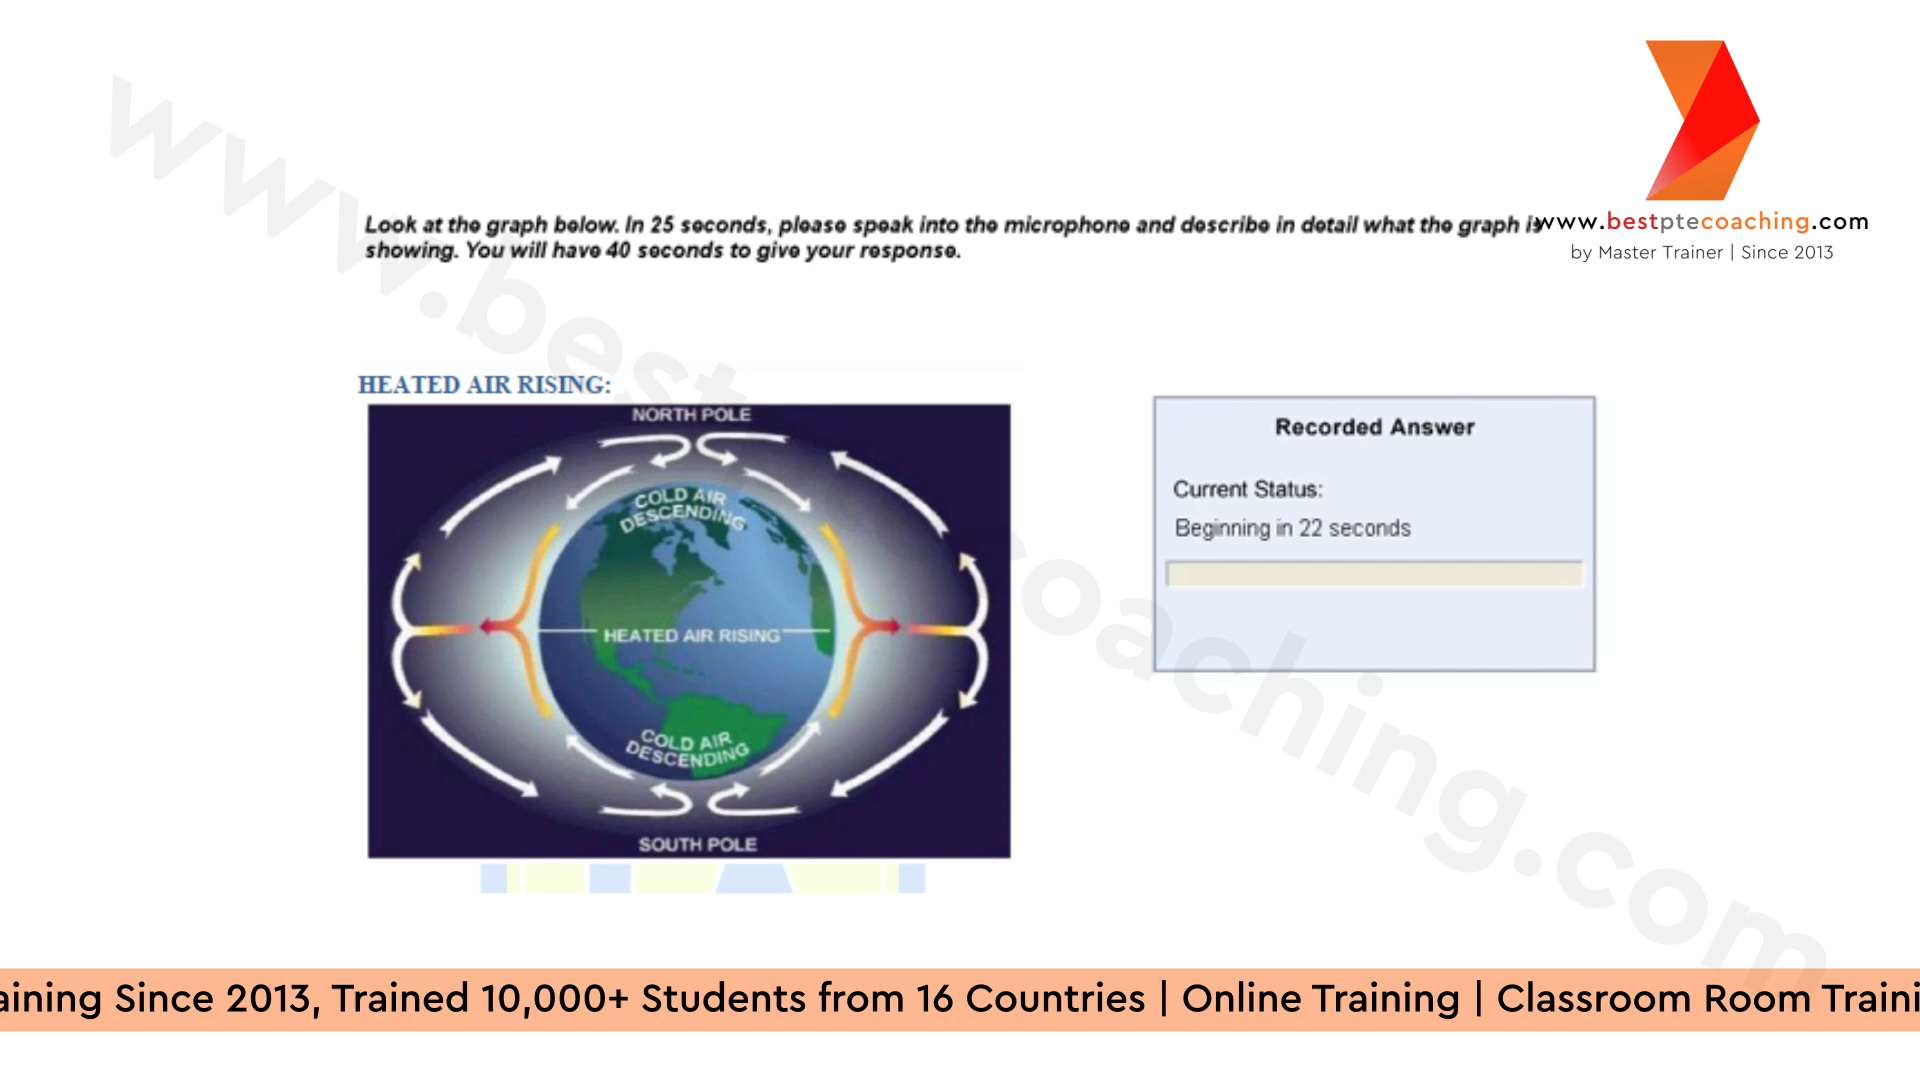 Look at the graph below. In 25 seconds, please speak into the microphone and describe in detail what the graph is
showing. You will have 40 seconds to give your response.
www.bestptecoaching.com
by Master Trainer | Since 2013
HEATED AIR RISING:
NORTH POLE
COLD AIR
DESCENDING
HEATED AIR RISING
COLD AIR
DESCENDING
SOUTH POLE
Recorded Answer
Current Status:
Beginning in 22 seconds
www.best coaching.com
aining Since 2013, Trained 10,000+ Students from 16 Countries | Online Training | Classroom Room Traini